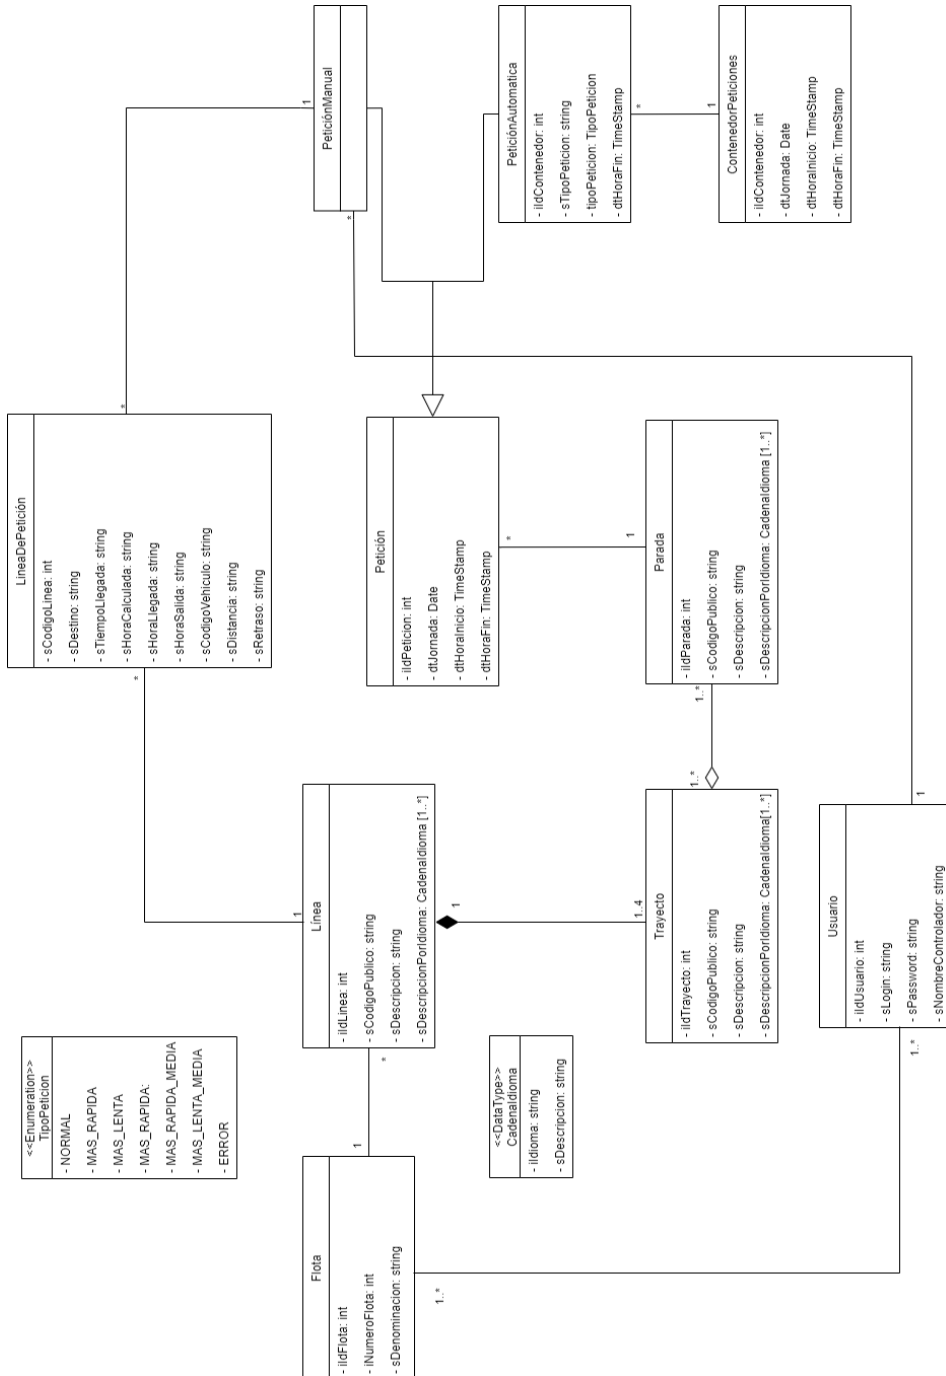 <<Enumeration>>
TipoPeticion
- NORMAL
- MAS_RAPIDA
- MAS_LENTA
- MAS_RAPIDA:
- MAS_RAPIDA_MEDIA
- MAS_LENTA_MEDIA
- ERROR
LineaDePetición
- sCodigoLinea: int
- sDestino: string
- sTiempoLlegada: string
- sHoraCalculada: string
- sHoraLlegada: string
- sHoraSalida: string
- sCodigoVehiculo: string
- sDistancia: string
- sRetraso: string
*
*
Flota
- iIdFlota: int
- iNumeroFlota: int
- sDenominacion: string
1
*
1..*
Línea
- iIdLinea: int
- sCodigoPublico: string
- sDescripcion: string
- sDescripcionPorIdioma: CadenaIdioma [1..*]
1
1
PeticiónManual
1
*
Petición
- iIdPeticion: int
- dtJornada: Date
- dtHoraInicio: TimeStamp
- dtHoraFin: TimeStamp
*
<<DataType>>
CadenaIdioma
- iIdioma: string
- sDescripcion: string
PeticiónAutomatica
- iIdContenedor: int
- sTipoPeticion: string
- tipoPeticion: TipoPeticion
- dtHoraFin: TimeStamp
*
Trayecto
- iIdTrayecto: int
- sCodigoPublico: string
- sDescripcion: string
- sDescripcionPorIdioma: CadenaIdioma[1..*]
1..4
1..*
Parada
- iIdParada: int
- sCodigoPublico: string
- sDescripcion: string
- sDescripcionPorIdioma: CadenaIdioma [1..*]
1
1..*
ContenedorPeticiones
- iIdContenedor: int
- dtJornada: Date
- dtHoraInicio: TimeStamp
- dtHoraFin: TimeStamp
1
Usuario
- iIdUsuario: int
- sLogin: string
- sPassword: string
- sNombreControlador: string
1..*
1